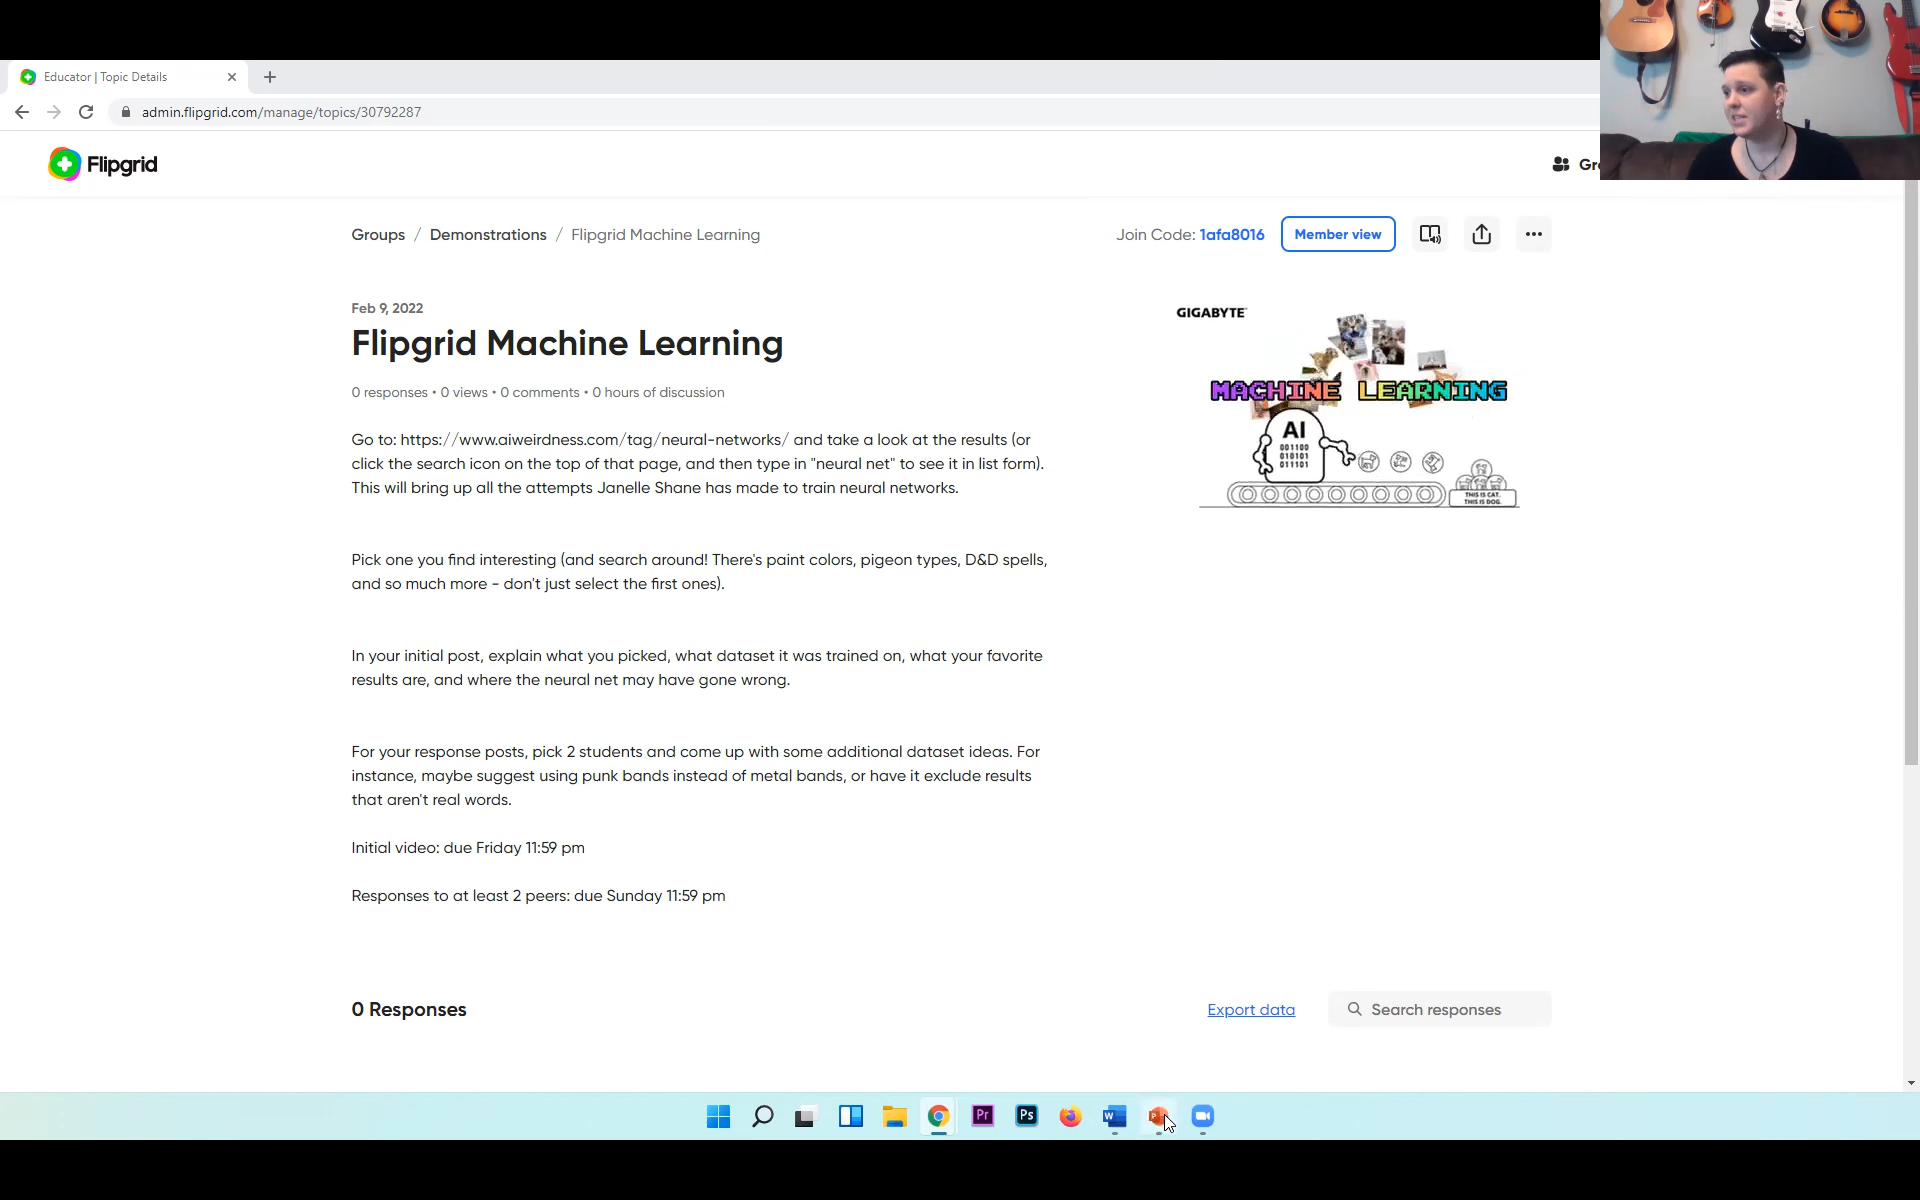 Educator | Topic Details
admin.flipgrid.com/manage/topics/30792287
Flipgrid
Groups / Demonstrations / Flipgrid Machine Learning
Join Code: 1afa8016
Member view
Feb 9, 2022
Flipgrid Machine Learning
0 responses • 0 views • 0 comments • 0 hours of discussion
Go to: https://www.aiweirdness.com/tag/neural-networks/ and take a look at the results (or
click the search icon on the top of that page, and then type in "neural net" to see it in list form).
This will bring up all the attempts Janelle Shane has made to train neural networks.
Pick one you find interesting (and search around! There's paint colors, pigeon types, D&D spells,
and so much more - don't just select the first ones).
In your initial post, explain what you picked, what dataset it was trained on, what your favorite
results are, and where the neural net may have gone wrong.
For your response posts, pick 2 students and come up with some additional dataset ideas. For
instance, maybe suggest using punk bands instead of metal bands, or have it exclude results
that aren't real words.
Initial video: due Friday 11:59 pm
Responses to at least 2 peers: due Sunday 11:59 pm
GIGABYTE
MACHINE LEARNING
AI
001100
010101
011101
THIS IS CAT.
THIS IS DOG.
0 Responses
Export data
Search responses
Pr
Ps
W
P